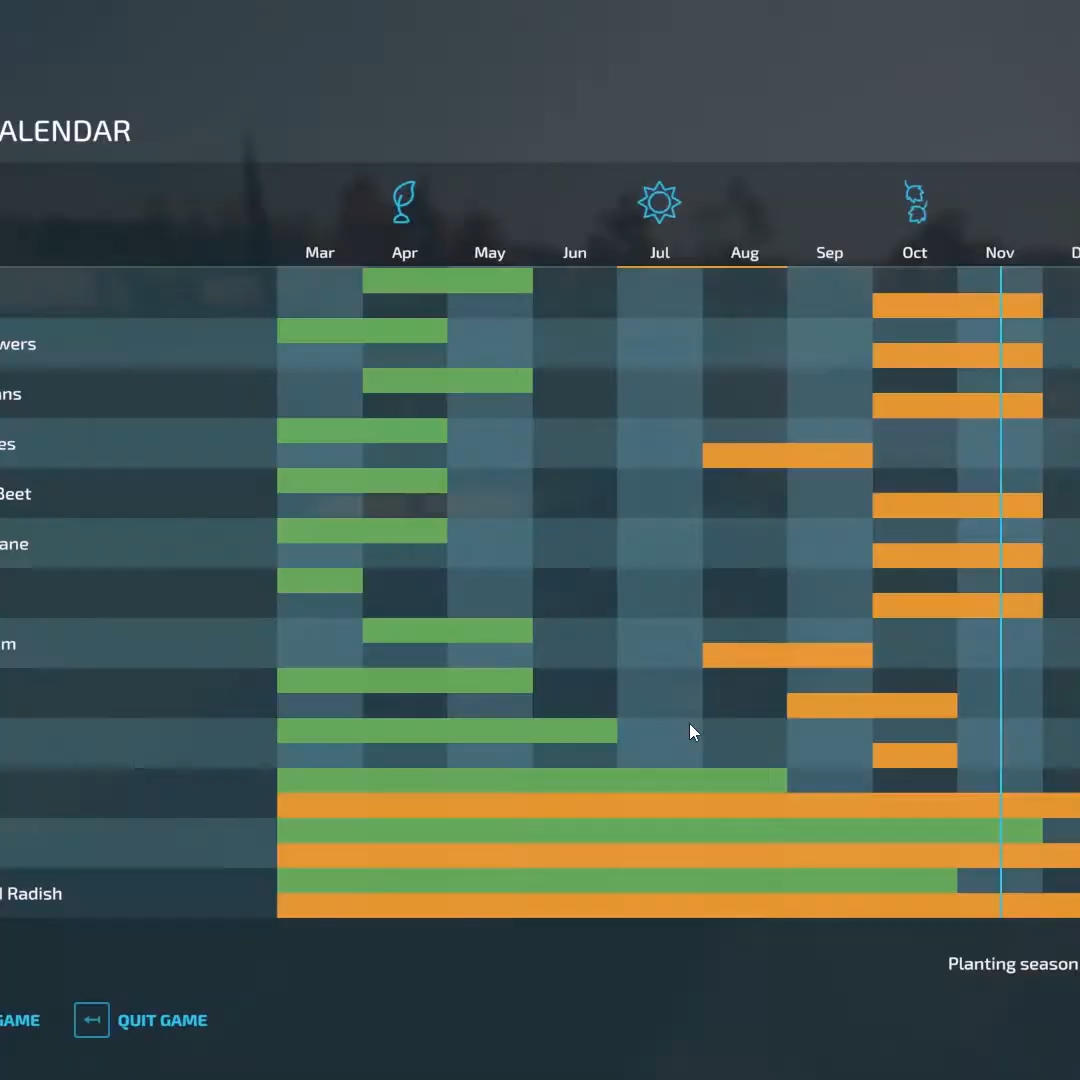 ALENDAR
Mar Apr May Jun Jul Aug Sep Oct Nov D
wers
ns
es
Beet
ane
m
Radish
Planting season
GAME QUIT GAME